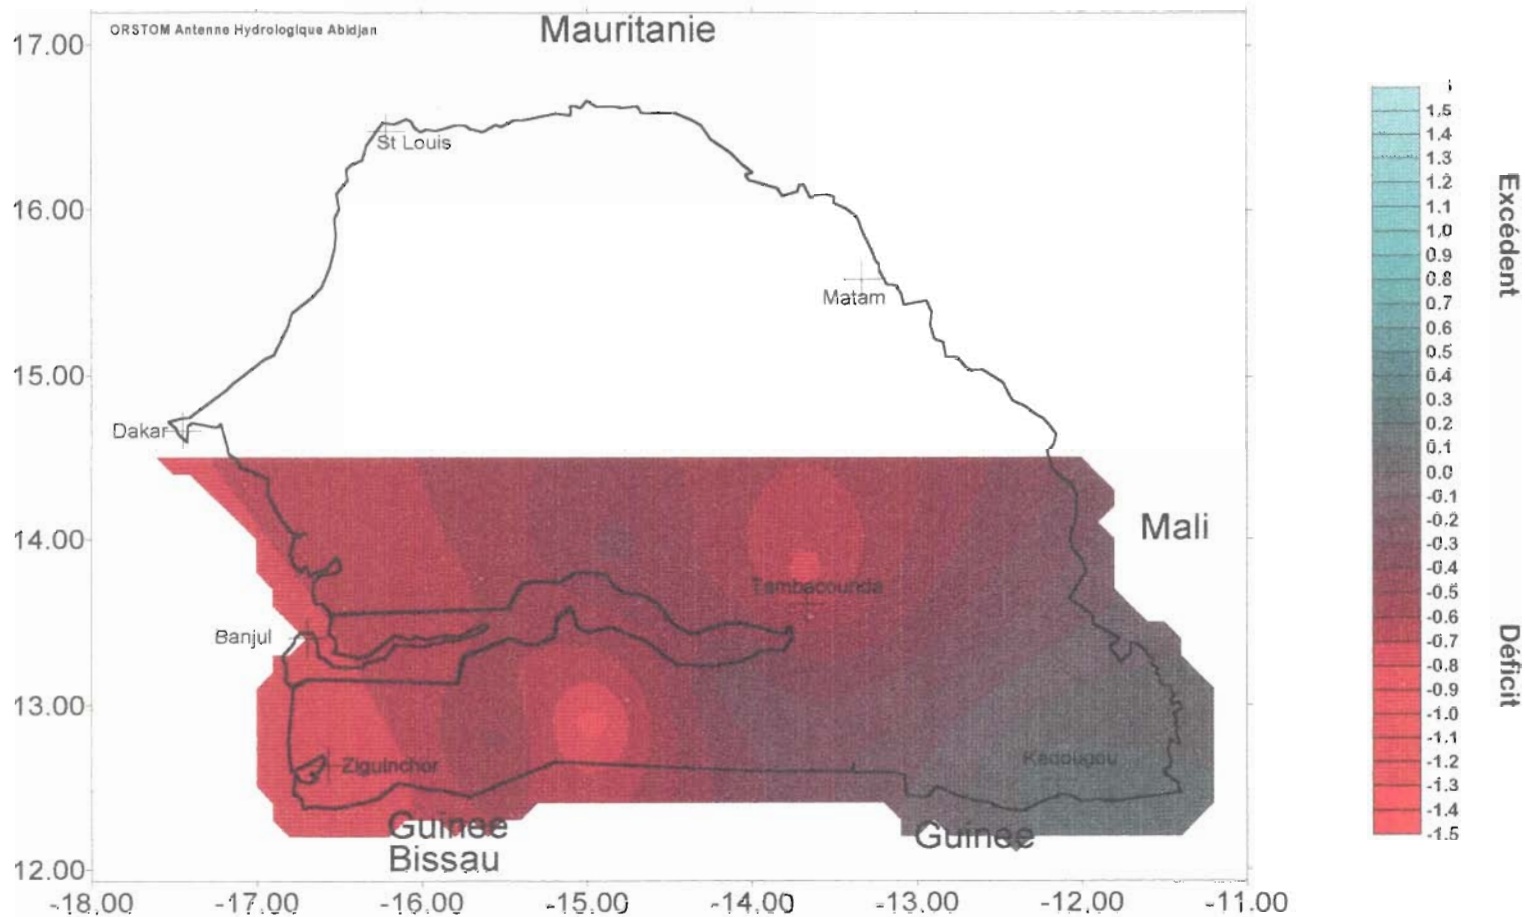 Mauritanie
ORSTOM Antenne Hydrologique Abidjan
17.00
St Louis
16.00
Matam
15.00
Dakar
14.00
Mali
Tambacounda
Banjul
13.00
Ziguinchor
Kedougou
Guinee
Bissau
Guinee
12.00
-18.00 -17.00 -16.00 -15.00 -14.00 -13.00 -12.00 -11.00
1.5
1.4
1.3
1.2
1.1
1.0
0.9
0.8
0.7
0.6
0.5
0.4
0.3
0.2
0.1
0.0
-0.1
-0.2
-0.3
-0.4
-0.5
-0.6
-0.7
-0.8
-0.9
-1.0
-1.1
-1.2
-1.3
-1.4
-1.5
Excédent
Déficit